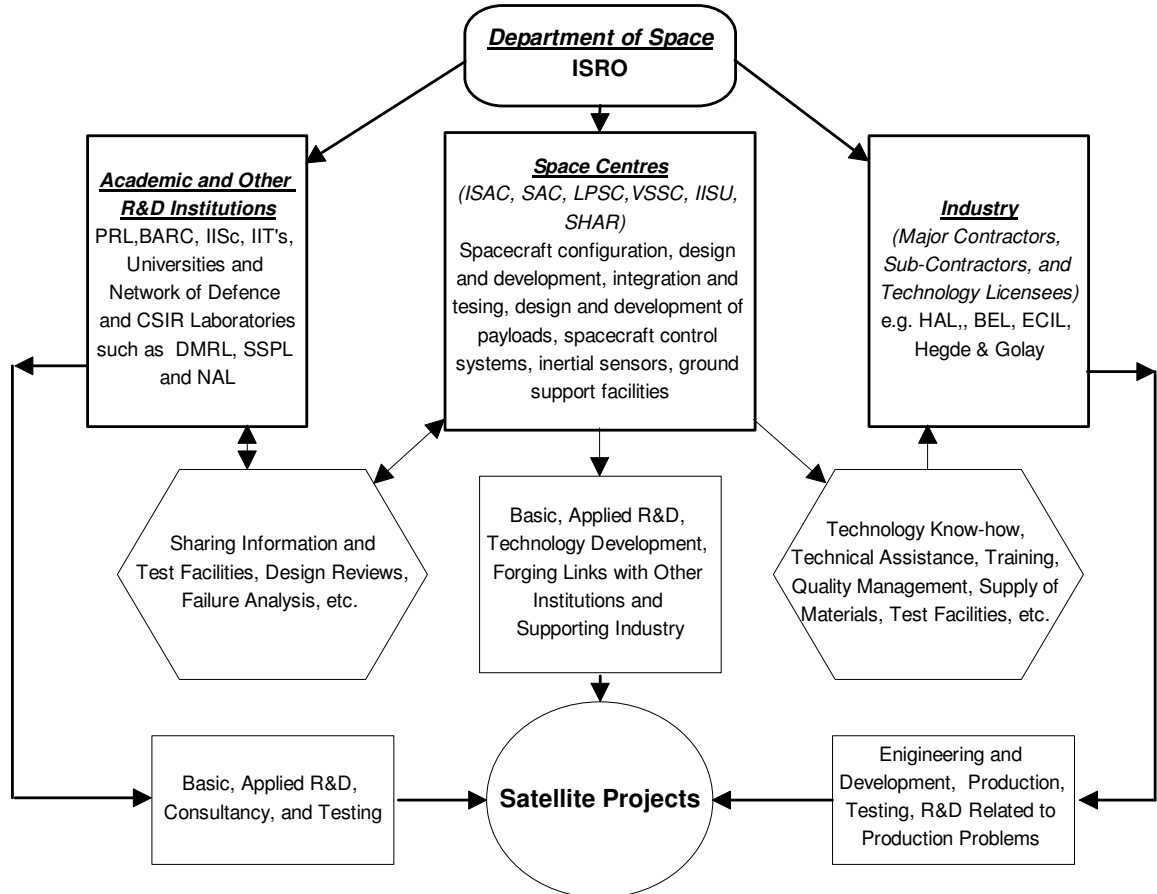 Department of Space
ISRO
Academic and Other
R&D Institutions
PRL,BARC, IISc, IIT's,
Universities and
Network of Defence
and CSIR Laboratories
such as DMRL, SSPL
and NAL
Space Centres
(ISAC, SAC, LPSC,VSSC, IISU,
SHAR)
Spacecraft configuration, design
and development, integration and
tesing, design and development of
payloads, spacecraft control
systems, inertial sensors, ground
support facilities
Industry
(Major Contractors,
Sub-Contractors, and
Technology Licensees)
e.g. HAL,, BEL, ECIL,
Hegde & Golay
Sharing Information and
Test Facilities, Design Reviews,
Failure Analysis, etc.
Basic, Applied R&D,
Technology Development,
Forging Links with Other
Institutions and
Supporting Industry
Technology Know-how,
Technical Assistance, Training,
Quality Management, Supply of
Materials, Test Facilities, etc.
Basic, Applied R&D,
Consultancy, and Testing
Satellite Projects
Enigineering and
Development, Production,
Testing, R&D Related to
Production Problems